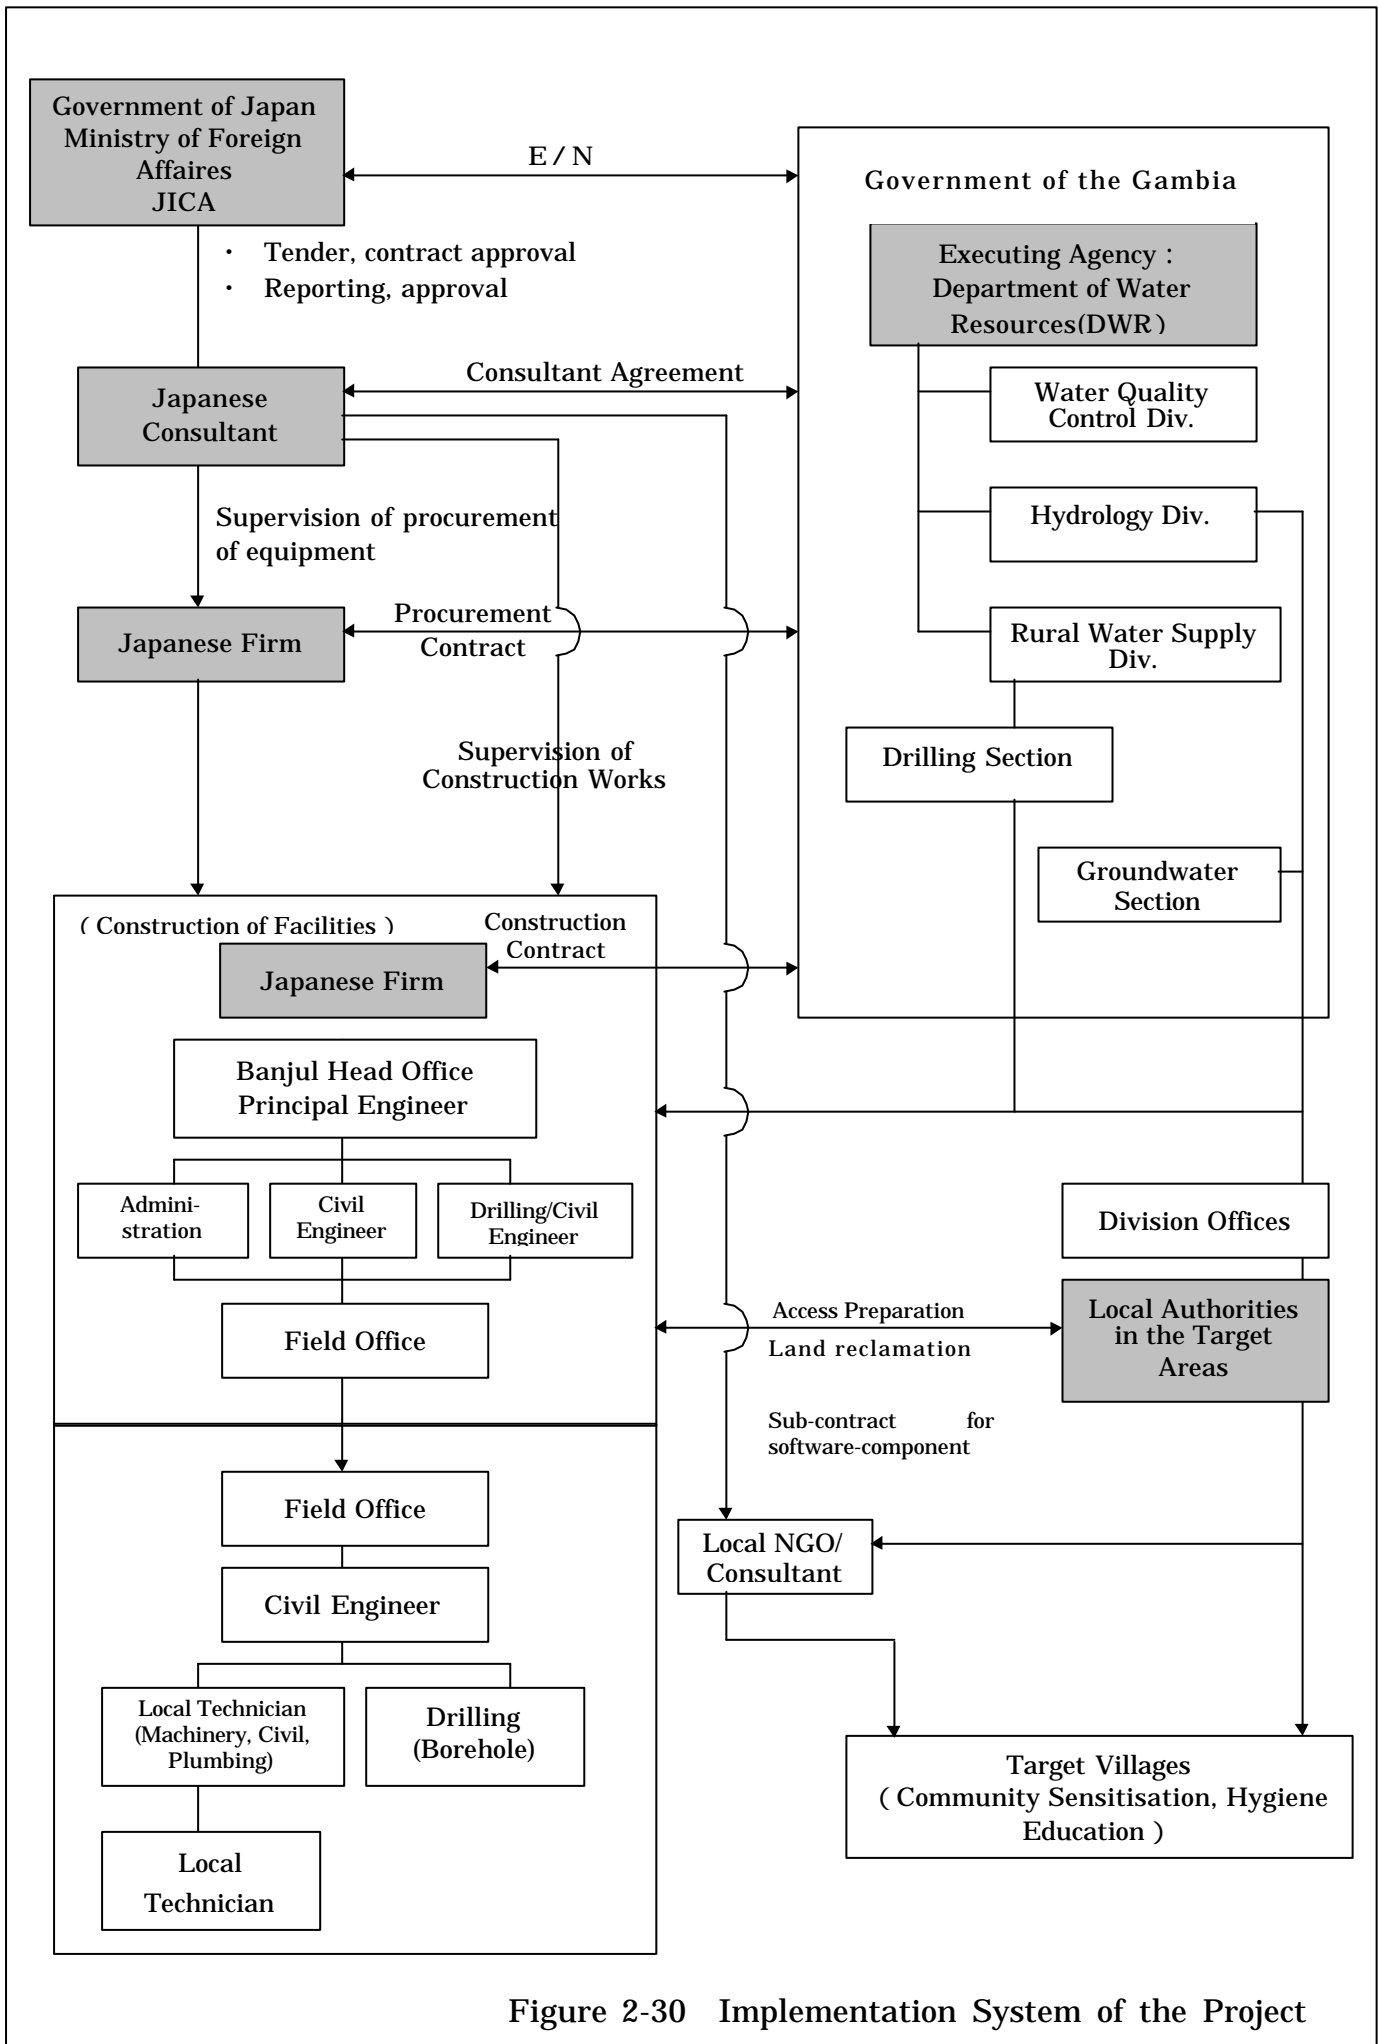 Government of Japan
Ministry of Foreign
Affaires
JICA
E / N
Government of the Gambia
・ Tender, contract approval
・ Reporting, approval
Executing Agency :
Department of Water
Resources(DWR )
Japanese
Consultant
Consultant Agreement
Water Quality
Control Div.
Supervision of procurement
of equipment
Hydrology Div.
Japanese Firm
Procurement
Contract
Rural Water Supply
Div.
Supervision of
Construction Works
Drilling Section
Groundwater
Section
( Construction of Facilities )
Construction
Contract
Japanese Firm
Banjul Head Office
Principal Engineer
Admini-
stration
Civil
Engineer
Drilling/Civil
Engineer
Division Offices
Field Office
Access Preparation
Land reclamation
Local Authorities
in the Target
Areas
Sub-contract for
software-component
Field Office
Local NGO/
Consultant
Civil Engineer
Local Technician
(Machinery, Civil,
Plumbing)
Drilling
(Borehole)
Target Villages
( Community Sensitisation, Hygiene
Education )
Local
Technician
Figure 2-30 Implementation System of the Project